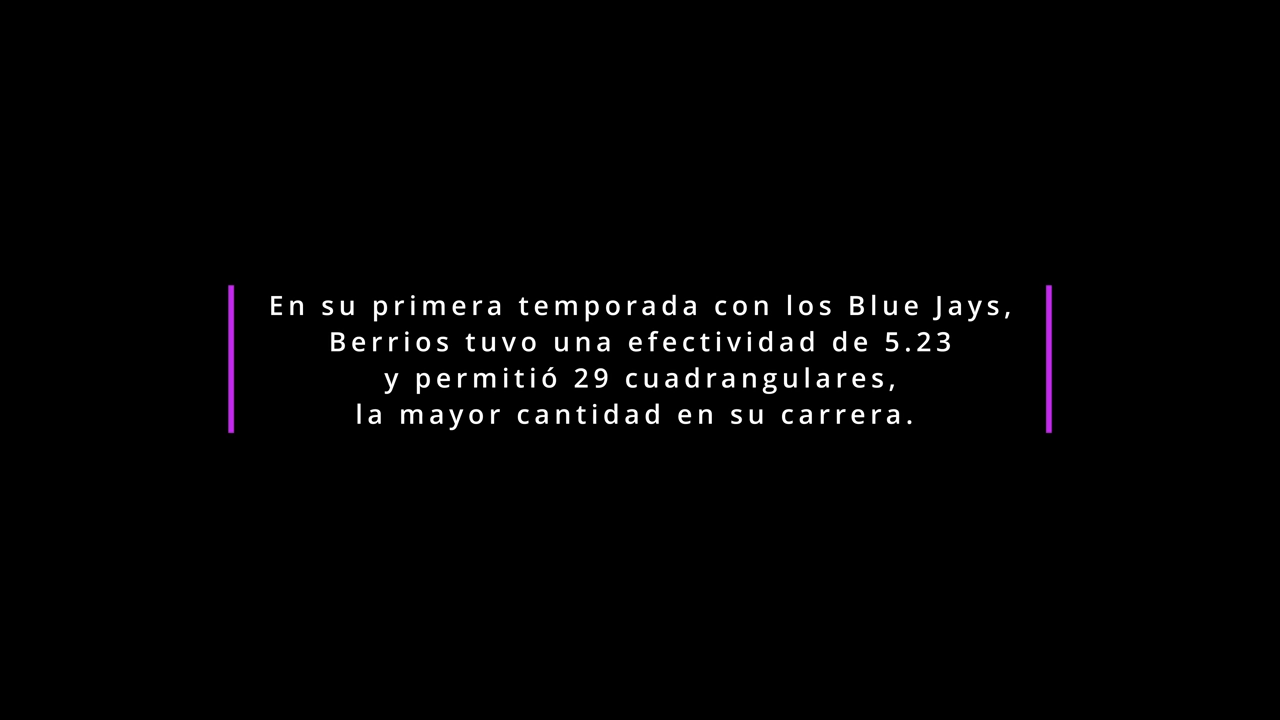 En su primera temporada con los Blue Jays,
Berrios tuvo una efectividad de 5.23
y permitió 29 cuadrangulares,
la mayor cantidad en su carrera.